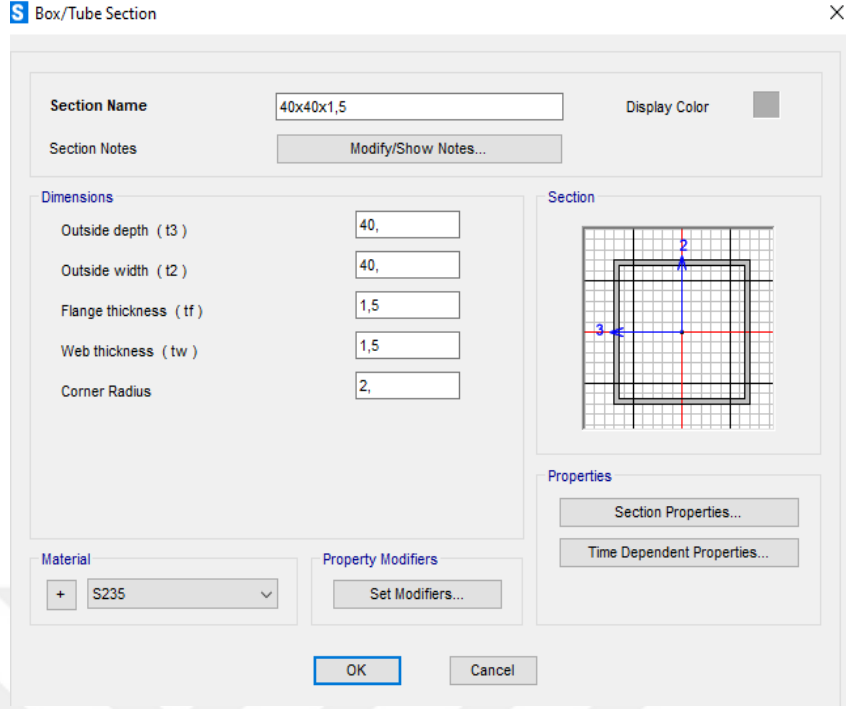 S Box/Tube Section
Section Name 40x40x1,5 Display Color
Section Notes Modify/Show Notes...
Dimensions
Outside depth ( t3 ) 40,
Outside width ( t2 ) 40,
Flange thickness ( tf ) 1,5
Web thickness ( tw ) 1,5
Corner Radius 2,
Section
2
3
Properties
Section Properties...
Time Dependent Properties...
Material
+ S235
Property Modifiers
Set Modifiers...
OK Cancel